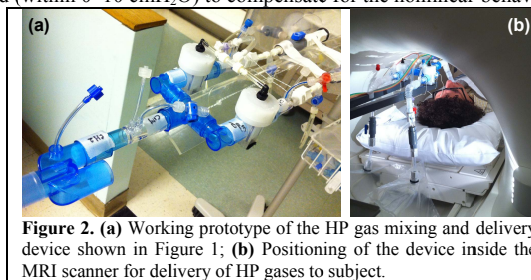 d (within 0–10 cmH₂O) to compensate for the nonlinear behav
(a)
(b)
Figure 2. (a) Working prototype of the HP gas mixing and delivery
device shown in Figure 1; (b) Positioning of the device inside the
MRI scanner for delivery of HP gases to subject.